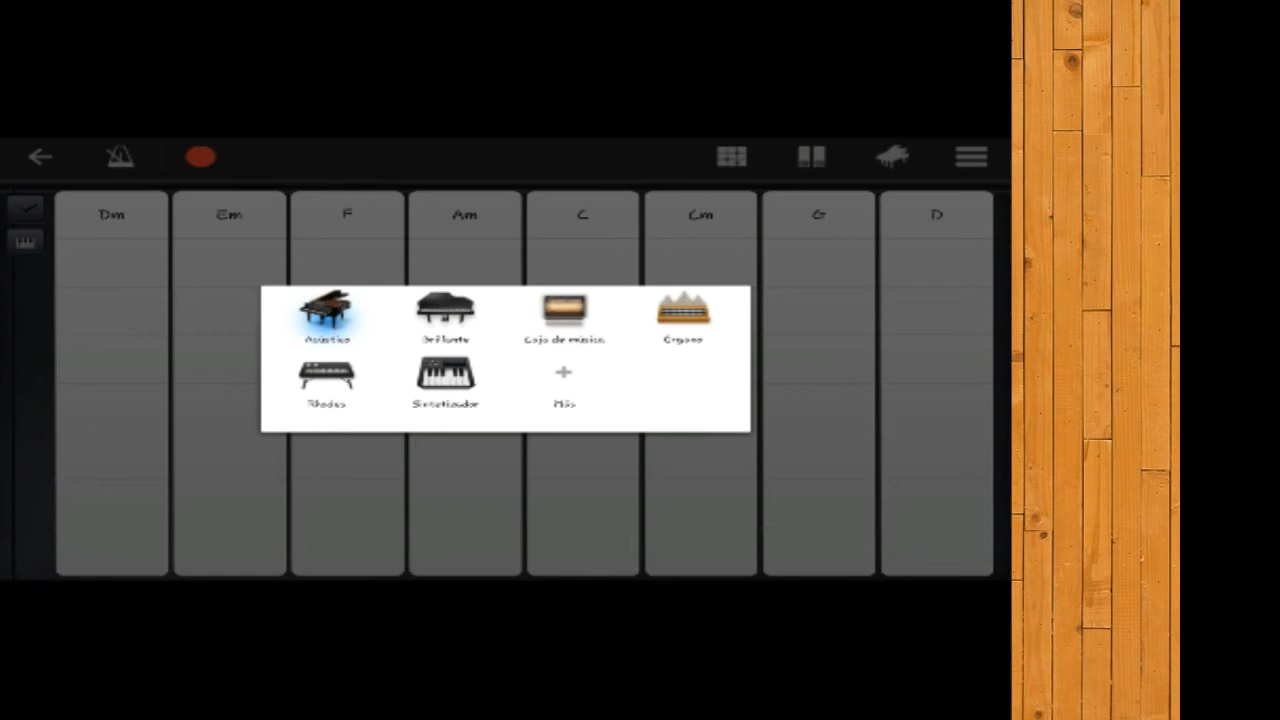 Dm Em F Am C Cm G D
Acústico Brillante Caja de música Órgano
Rhodes Sintetizador Más